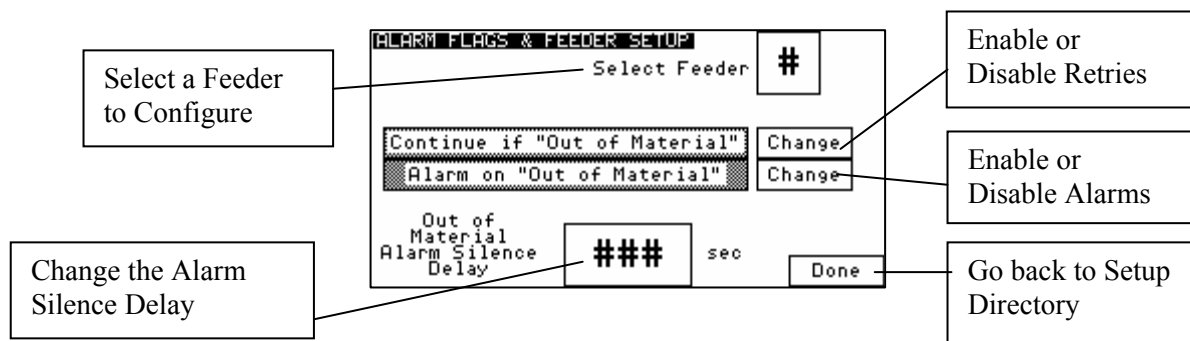 ALARM FLAGS & FEEDER SETUP
Select Feeder
#
Continue if "Out of Material"
Change
Alarm on "Out of Material"
Change
Out of
Material
Alarm Silence
Delay
###
sec
Done
Select a Feeder
to Configure
Change the Alarm
Silence Delay
Enable or
Disable Retries
Enable or
Disable Alarms
Go back to Setup
Directory